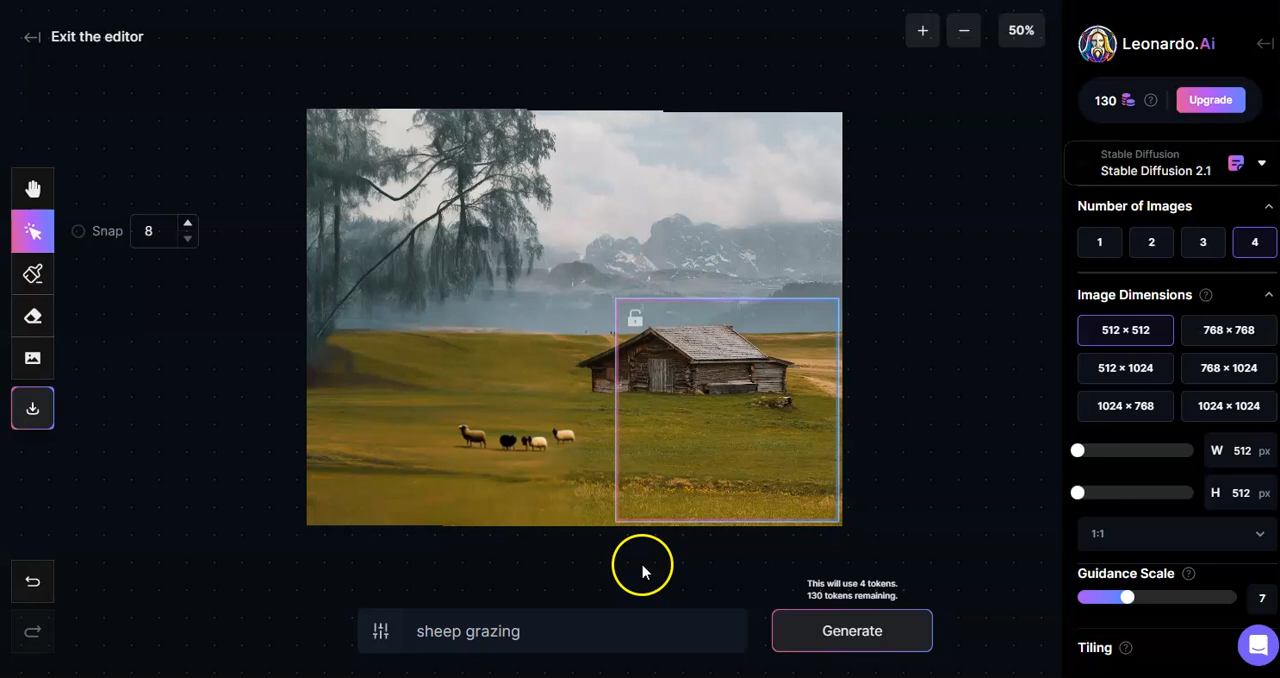 Exit the editor
50%
Leonardo.Ai
130
Upgrade
Stable Diffusion
Stable Diffusion 2.1
Snap
8
Number of Images
1
2
3
4
Image Dimensions
512 × 512
768 × 768
512 × 1024
768 × 1024
1024 × 768
1024 × 1024
W 512 px
H 512 px
1:1
Guidance Scale
7
Tiling
This will use 4 tokens.
130 tokens remaining.
sheep grazing
Generate